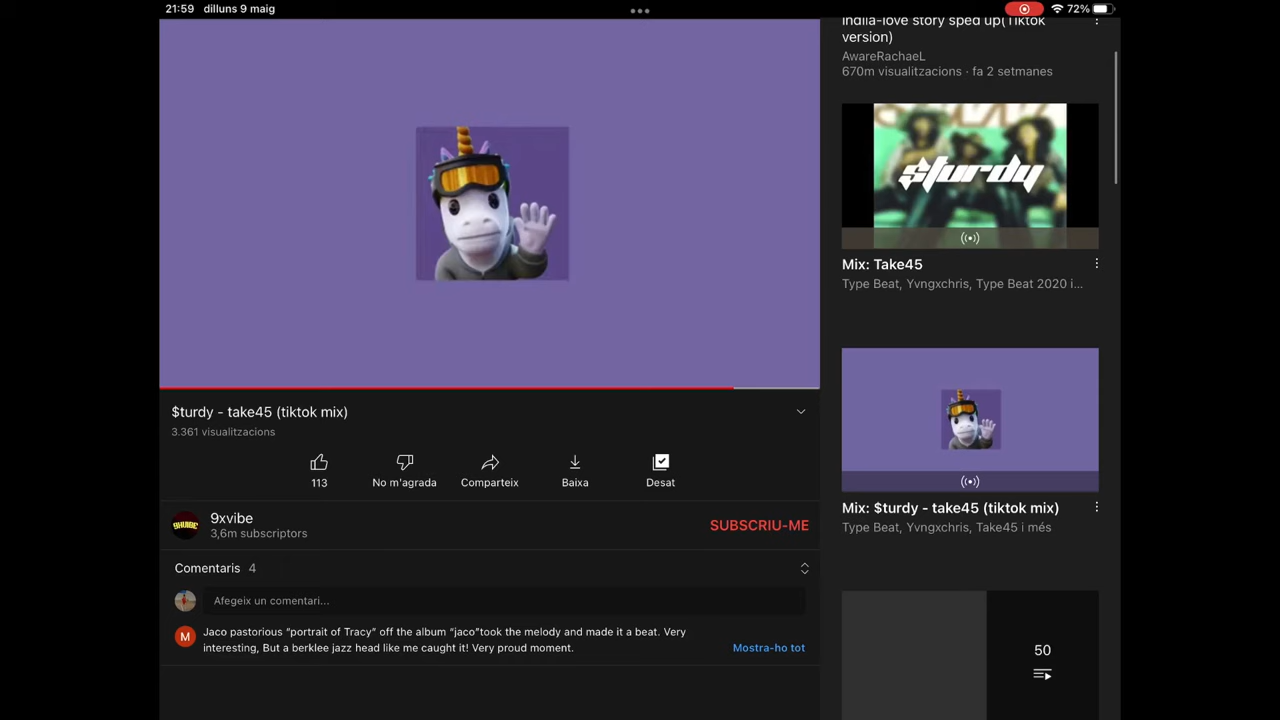 21:59 dilluns 9 maig
72%
$turdy - take45 (tiktok mix)
3.361 visualitzacions
113
No m'agrada
Comparteix
Baixa
Desat
9xvibe
3,6m subscriptors
SUBSCRIU-ME
Comentaris 4
Afegeix un comentari...
M
Jaco pastorious "portrait of Tracy" off the album "jaco"took the melody and made it a beat. Very
interesting, But a berklee jazz head like me caught it! Very proud moment.
Mostra-ho tot
Indila-love story sped up(Tiktok
version)
AwareRachaeL
670m visualitzacions · fa 2 setmanes
$turdy
Mix: Take45
Type Beat, Yvngxchris, Type Beat 2020 i...
Mix: $turdy - take45 (tiktok mix)
Type Beat, Yvngxchris, Take45 i més
50